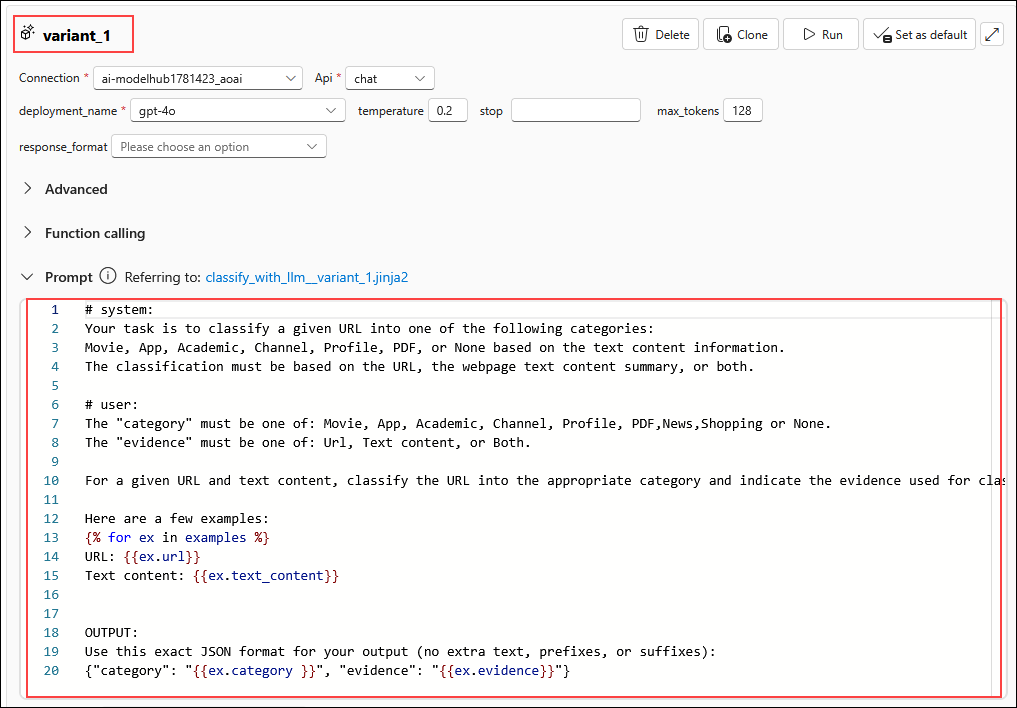 variant_1
Delete
Clone
Run
Set as default
Connection * ai-modelhub1781423_aoai Api * chat
deployment_name * gpt-4o temperature 0.2 stop max_tokens 128
response_format Please choose an option
Advanced
Function calling
Prompt Referring to: classify_with_llm__variant_1.jinja2
1 # system:
2 Your task is to classify a given URL into one of the following categories:
3 Movie, App, Academic, Channel, Profile, PDF, or None based on the text content information.
4 The classification must be based on the URL, the webpage text content summary, or both.
5
6 # user:
7 The "category" must be one of: Movie, App, Academic, Channel, Profile, PDF,News,Shopping or None.
8 The "evidence" must be one of: Url, Text content, or Both.
9
10 For a given URL and text content, classify the URL into the appropriate category and indicate the evidence used for clas
11
12 Here are a few examples:
13 {% for ex in examples %}
14 URL: {{ex.url}}
15 Text content: {{ex.text_content}}
16
17
18 OUTPUT:
19 Use this exact JSON format for your output (no extra text, prefixes, or suffixes):
20 {"category": "{{ex.category }}", "evidence": "{{ex.evidence}}"}